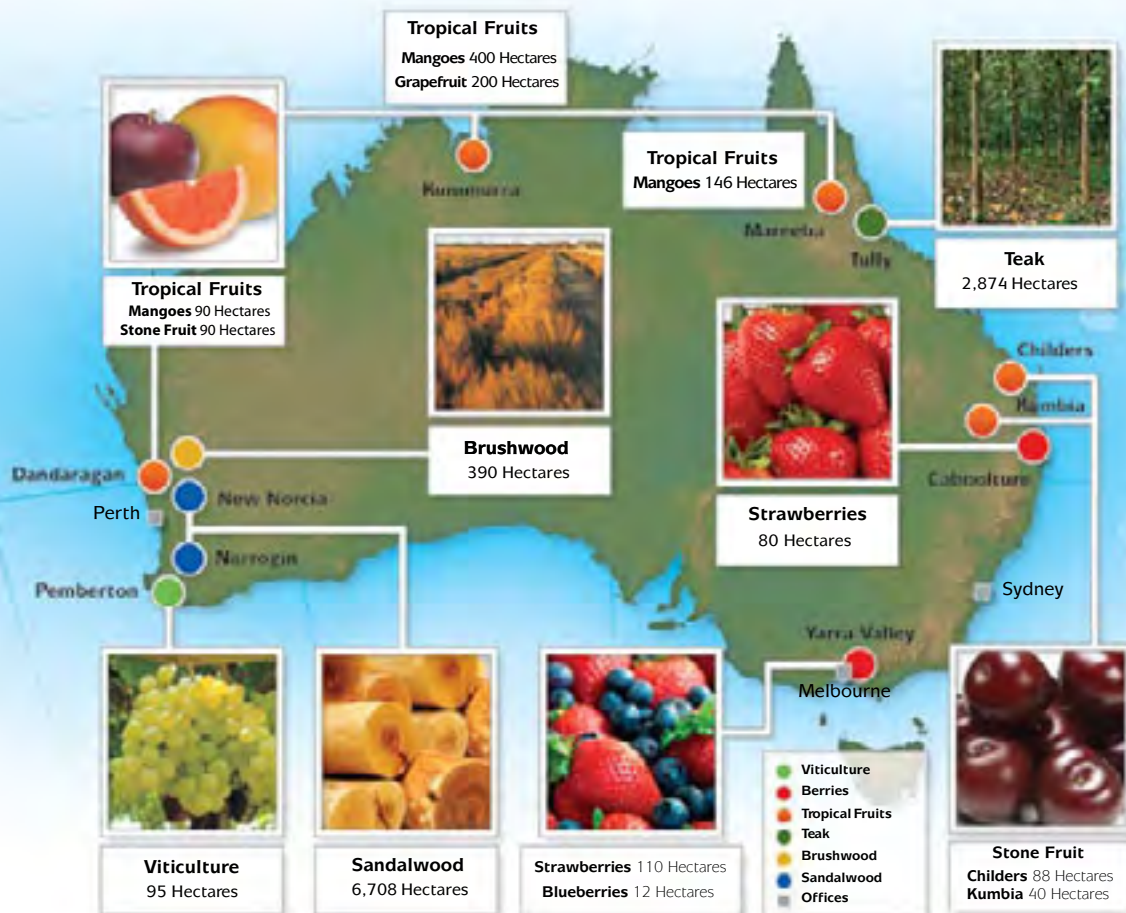 Tropical Fruits
Mangoes 400 Hectares
Grapefruit 200 Hectares
Tropical Fruits
Mangoes 146 Hectares
Kununurra
Mareeba
Tully
Teak
2,874 Hectares
Tropical Fruits
Mangoes 90 Hectares
Stone Fruit 90 Hectares
Childers
Kumbia
Brushwood
390 Hectares
Dandaragan
New Norcia
Perth
Caboolture
Strawberries
80 Hectares
Narrogin
Pemberton
Sydney
Yarra Valley
Melbourne
Viticulture
95 Hectares
Sandalwood
6,708 Hectares
Strawberries 110 Hectares
Blueberries 12 Hectares
Viticulture
Berries
Tropical Fruits
Teak
Brushwood
Sandalwood
Offices
Stone Fruit
Childers 88 Hectares
Kumbia 40 Hectares